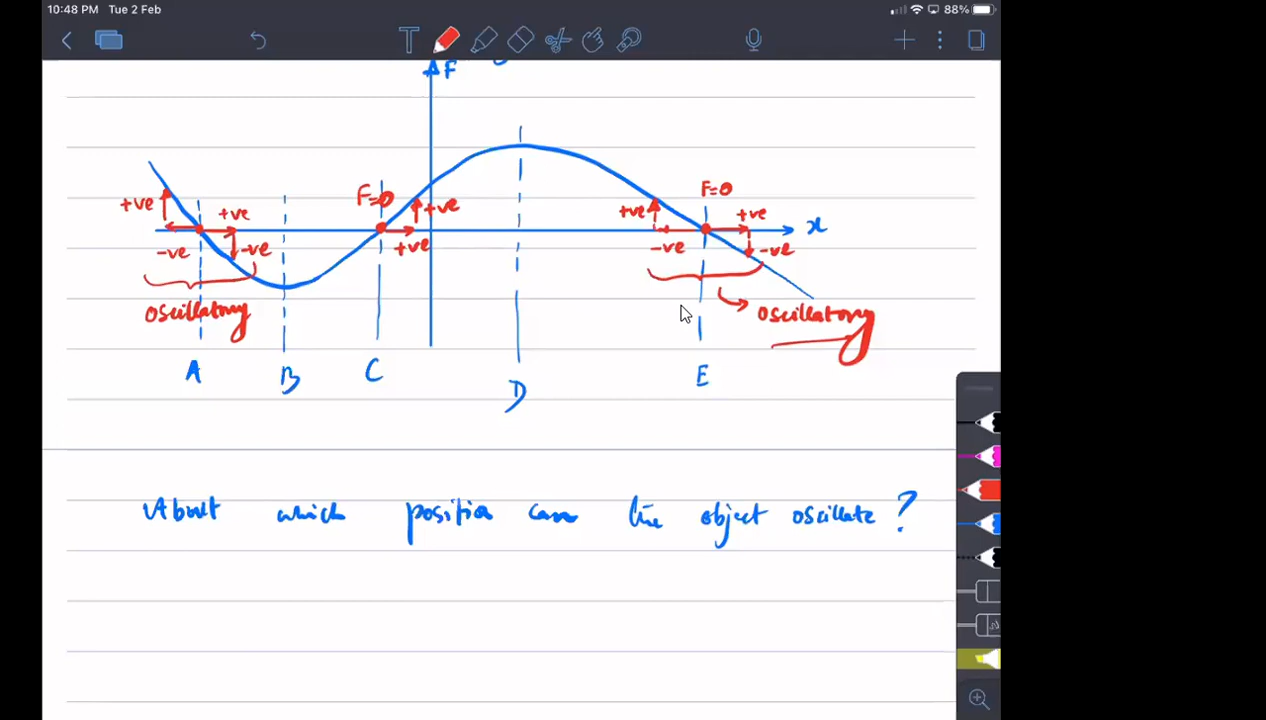 10:48 PM Tue 2 Feb 88%
T
F
F=0 F=0
+ve +ve +ve +ve +ve x
-ve -ve +ve -ve -ve
oscillatory oscillatory
A B C D E
About which position can the object oscillate?